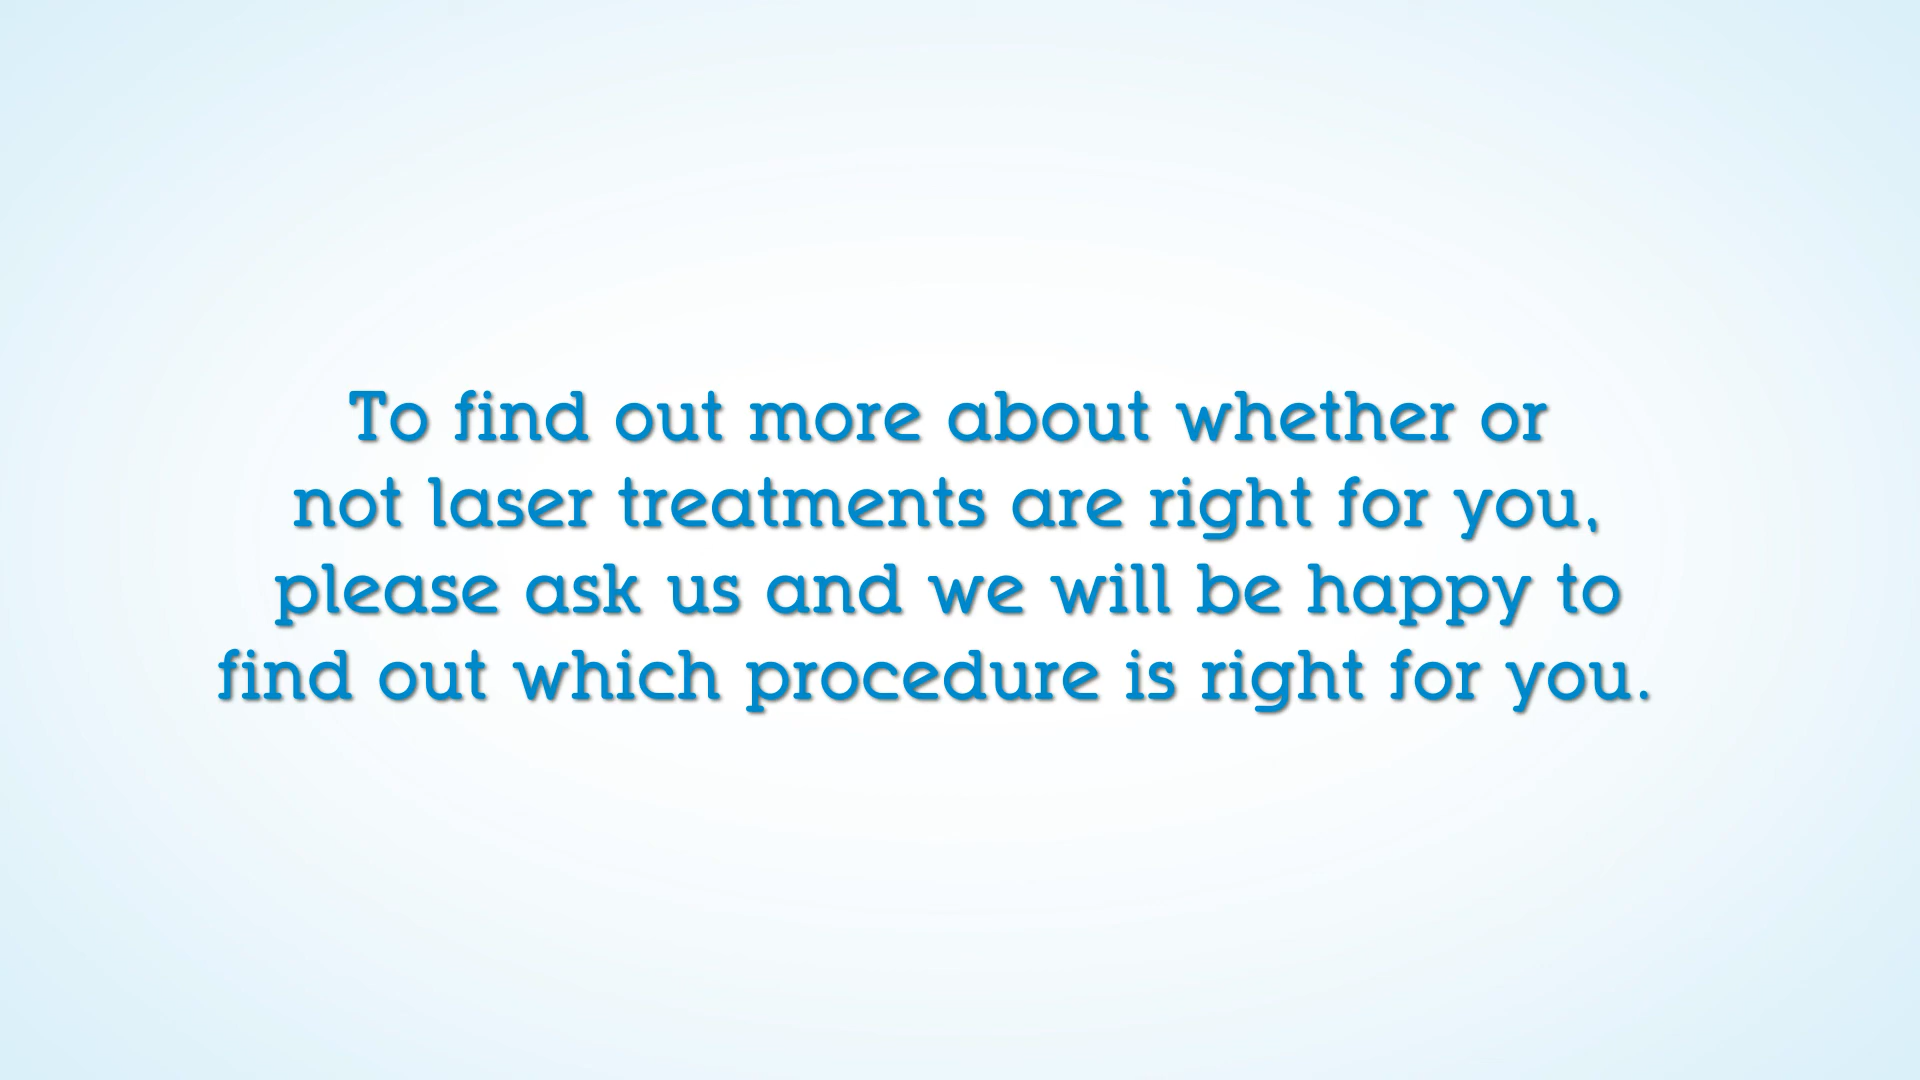 To find out more about whether or
not laser treatments are right for you,
please ask us and we will be happy to
find out which procedure is right for you.